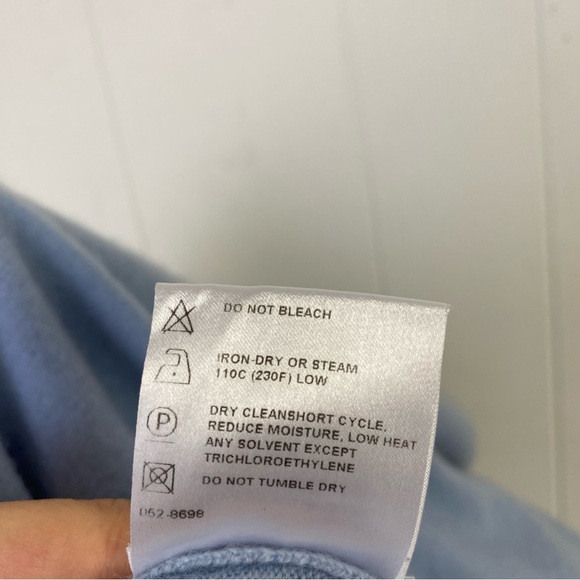 DO NOT BLEACH
IRON-DRY OR STEAM
110C (230F) LOW
P
DRY CLEANSHORT CYCLE,
REDUCE MOISTURE, LOW HEAT
ANY SOLVENT EXCEPT
TRICHLOROETHYLENE
DO NOT TUMBLE DRY
D52-8698